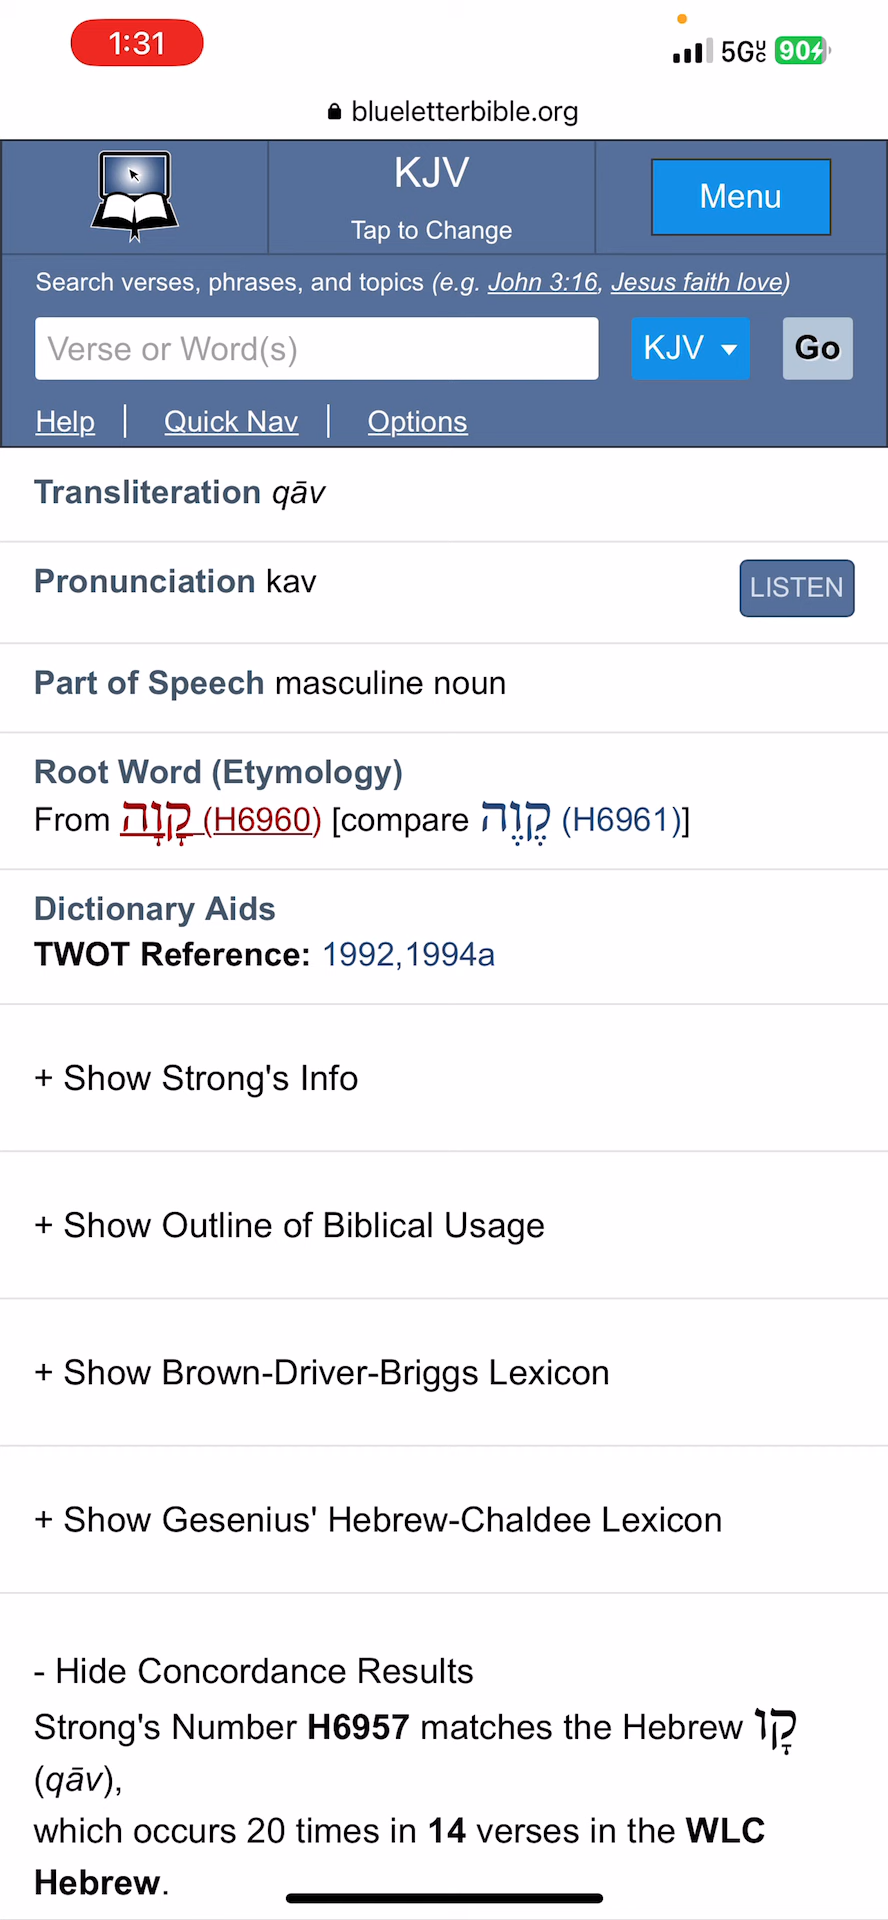 1:31
5GUC 90
blueletterbible.org
KJV
Tap to Change
Menu
Search verses, phrases, and topics (e.g. John 3:16, Jesus faith love)
Verse or Word(s)
KJV
Go
Help | Quick Nav | Options
Transliteration qāv
Pronunciation kav
LISTEN
Part of Speech masculine noun
Root Word (Etymology)
From קָוָה (H6960) [compare קָוֶה (H6961)]
Dictionary Aids
TWOT Reference: 1992,1994a
+ Show Strong's Info
+ Show Outline of Biblical Usage
+ Show Brown-Driver-Briggs Lexicon
+ Show Gesenius' Hebrew-Chaldee Lexicon
- Hide Concordance Results
Strong's Number H6957 matches the Hebrew קָו
(qāv),
which occurs 20 times in 14 verses in the WLC
Hebrew.